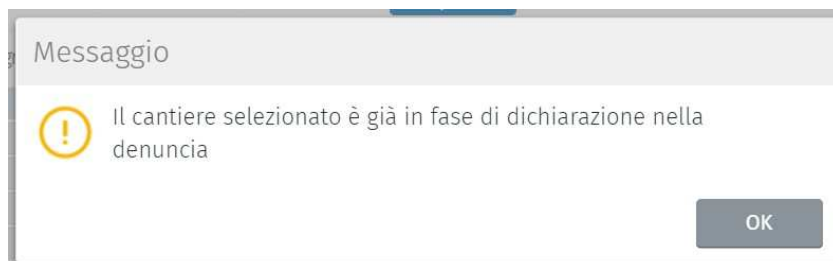 Messaggio
Il cantiere selezionato è già in fase di dichiarazione nella
denuncia
OK